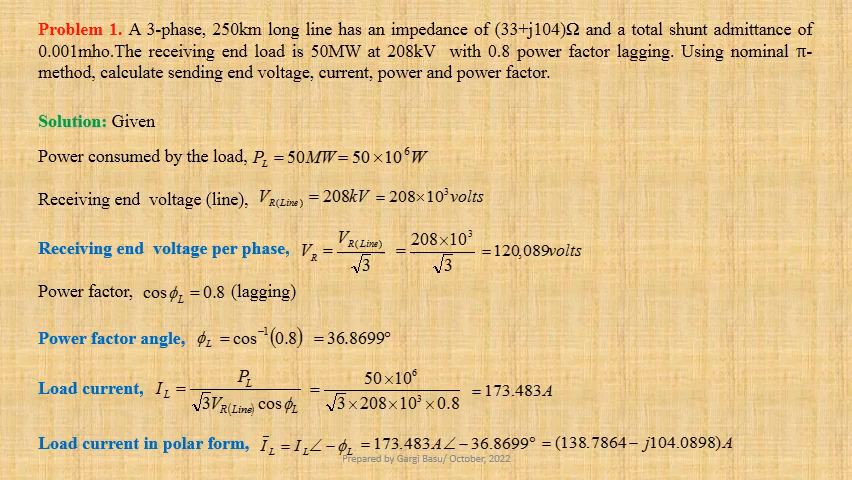 Problem 1. A 3-phase, 250km long line has an impedance of (33+j104)Ω and a total shunt admittance of
0.001mho.The receiving end load is 50MW at 208kV with 0.8 power factor lagging. Using nominal π-
method, calculate sending end voltage, current, power and power factor.
Solution: Given
Power consumed by the load, P_L = 50MW = 50 × 10^6 W
Receiving end voltage (line), V_R(Line) = 208kV = 208×10^3 volts
Receiving end voltage per phase, V_R = V_R(Line)/√3 = 208×10^3/√3 = 120,089volts
Power factor, cos ϕ_L = 0.8 (lagging)
Power factor angle, ϕ_L = cos^−1(0.8) = 36.8699°
Load current, I_L = P_L/(√3V_R(Line) cos ϕ_L) = 50×10^6/(√3×208×10^3×0.8) = 173.483A
Load current in polar form, Ī_L = I_L∠−ϕ_L = 173.483A∠−36.8699° = (138.7864− j104.0898)A
Prepared by Gargi Basu/ October, 2022